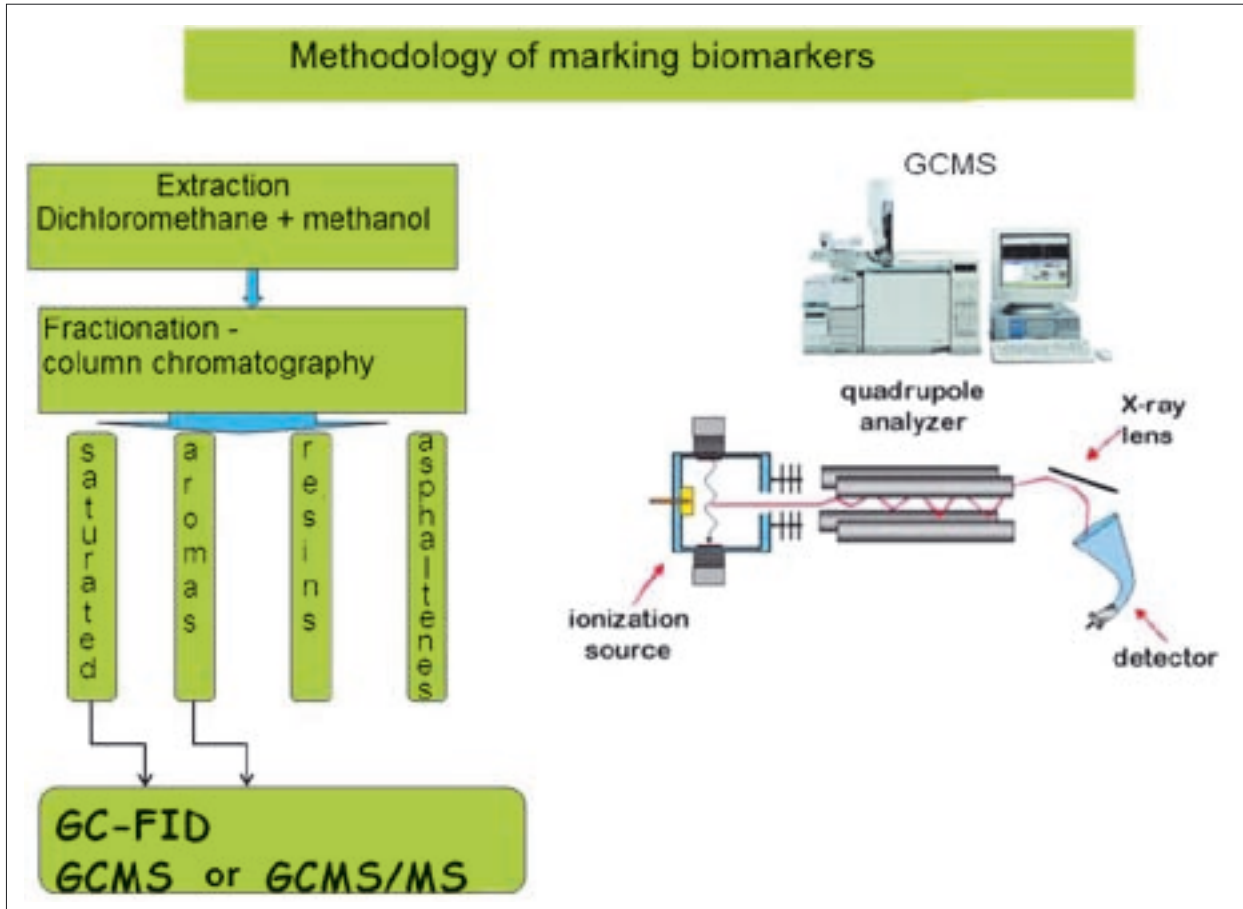 Methodology of marking biomarkers
Extraction
Dichloromethane + methanol
Fractionation -
column chromatography
saturated
aromas
resins
asphaltenes
GC-FID
GCMS or GCMS/MS
GCMS
quadrupole
analyzer
X-ray
lens
ionization
source
detector